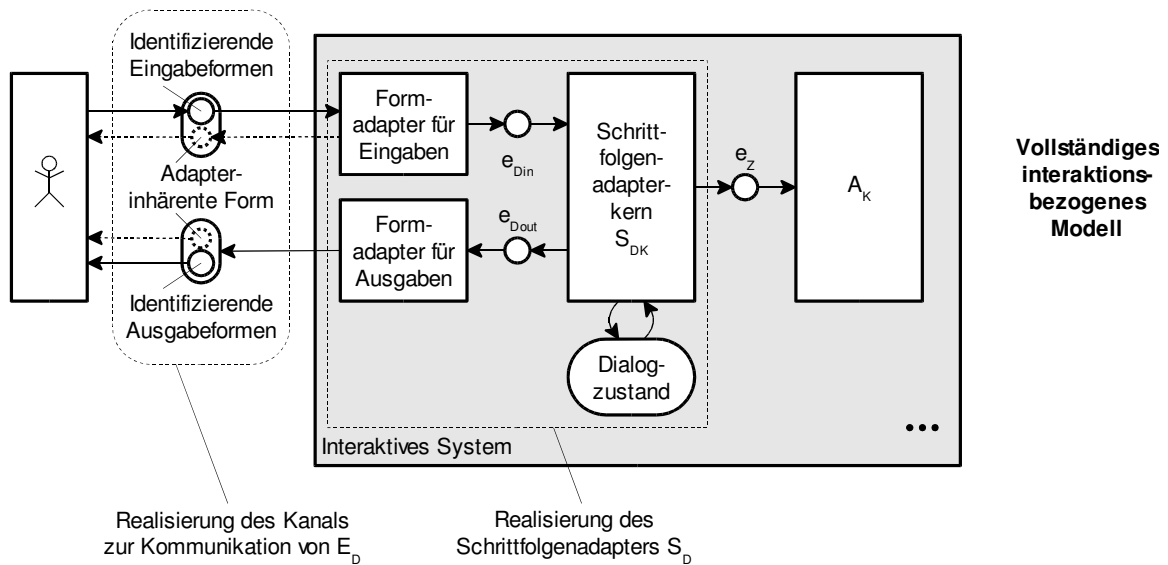 Identifizierende
Eingabeformen
Adapter-
inhärente Form
Identifizierende
Ausgabeformen
Form-
adapter für
Eingaben
e_Din
Form-
adapter für
Ausgaben
e_Dout
Schritt-
folgen-
adapter-
kern
S_DK
Dialog-
zustand
e_Z
A_K
Interaktives System
Vollständiges
interaktions-
bezogenes
Modell
Realisierung des Kanals
zur Kommunikation von E_D
Realisierung des
Schrittfolgenadapters S_D